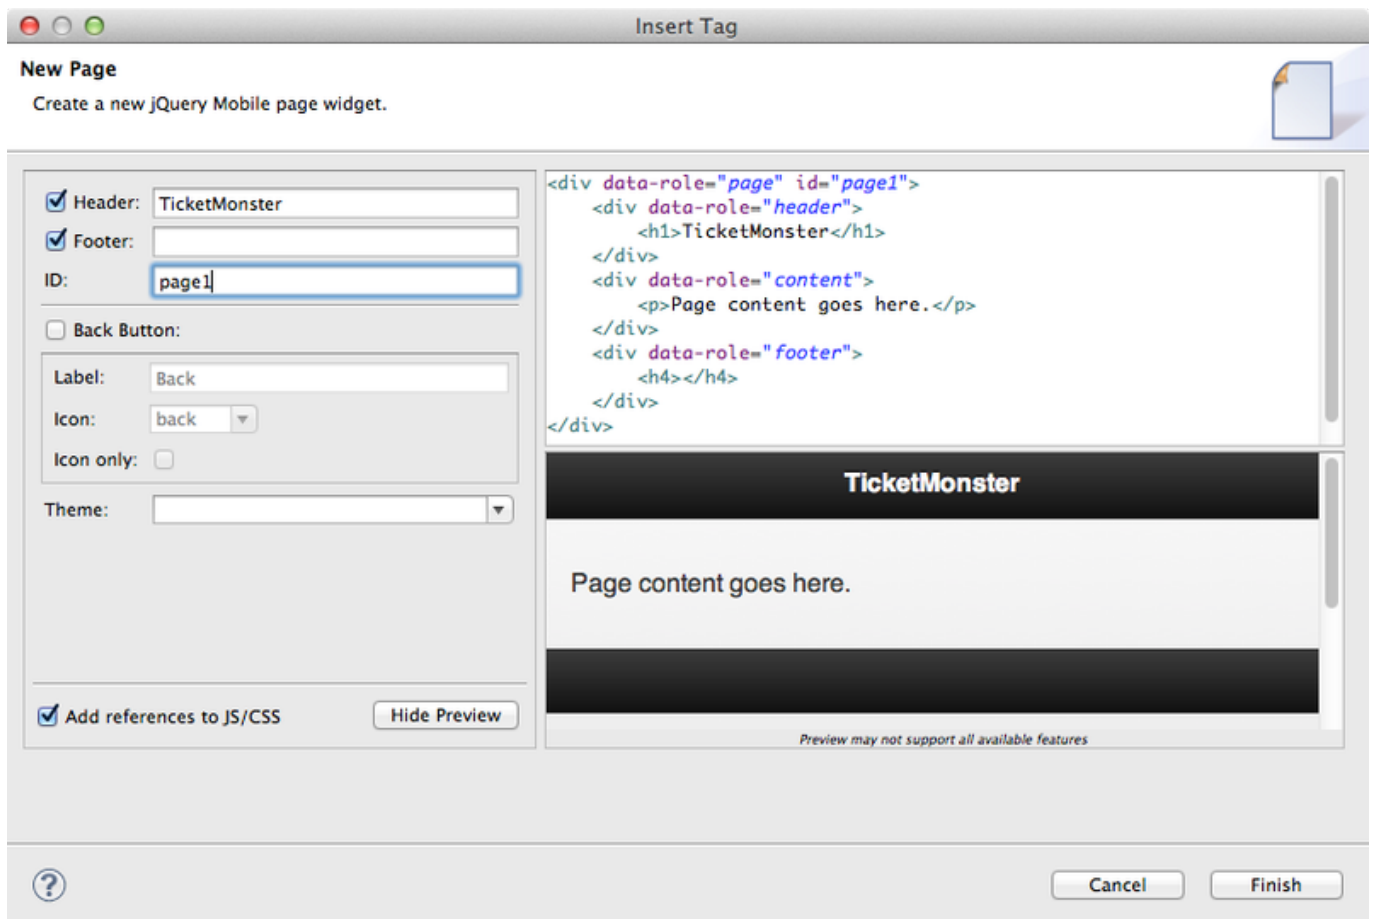 Insert Tag
New Page
Create a new jQuery Mobile page widget.
Header: TicketMonster
Footer:
ID: page1
Back Button:
Label: Back
Icon: back
Icon only:
Theme:
Add references to JS/CSS Hide Preview
<div data-role="page" id="page1">
<div data-role="header">
<h1>TicketMonster</h1>
</div>
<div data-role="content">
<p>Page content goes here.</p>
</div>
<div data-role="footer">
<h4></h4>
</div>
</div>
TicketMonster
Page content goes here.
Preview may not support all available features
?
Cancel Finish